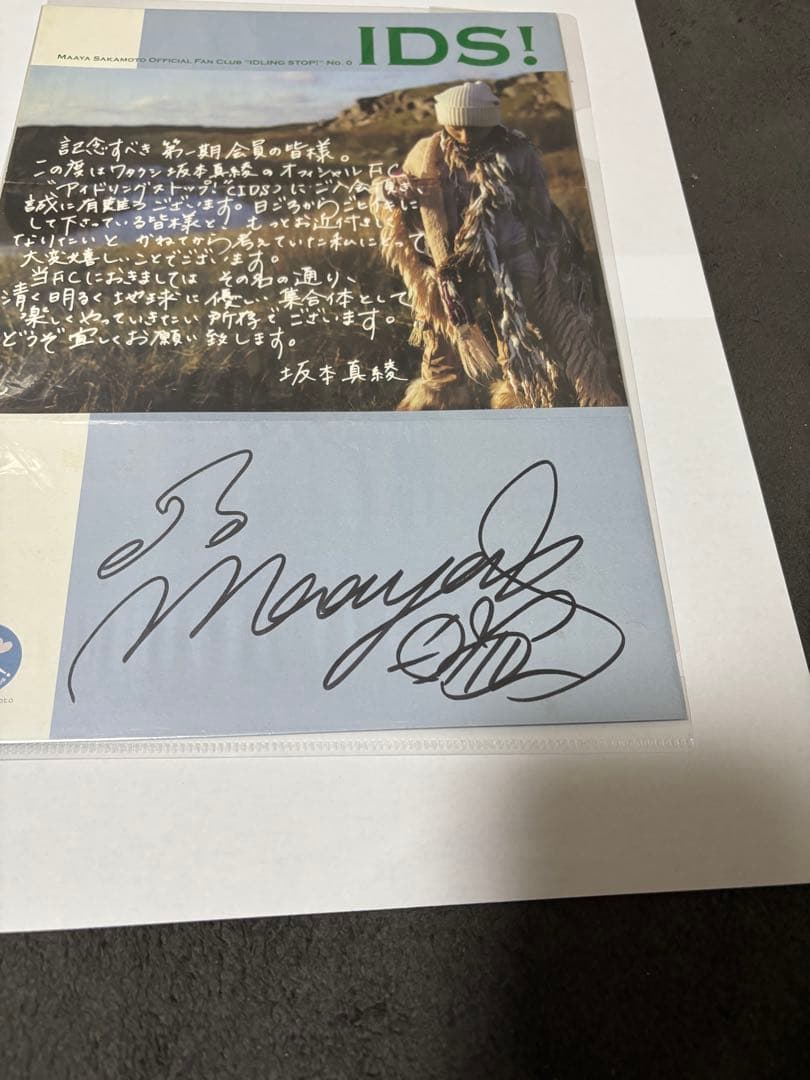 IDS!
MAAYA SAKAMOTO OFFICIAL FAN CLUB "IDLING STOP!" NO. 0
記念すべき 第一期会員の皆様。
この度はワタクシ坂本真綾のオフィシャルFC
「アイドリングストップ!(IDS)」にご入会頂き、
誠に有難うございます。日ごろからごひいきに
して下さっている皆様と、もっとお近付きに
なりたいと かねてから考えていた私にとって
大変嬉しいことでございます。
当FCにおきましては その名の通り、
清く明るく地球に優しい集合体として
楽しくやっていきたい所存でございます。
どうぞ宜しくお願い致します。
坂本真綾
Maaya